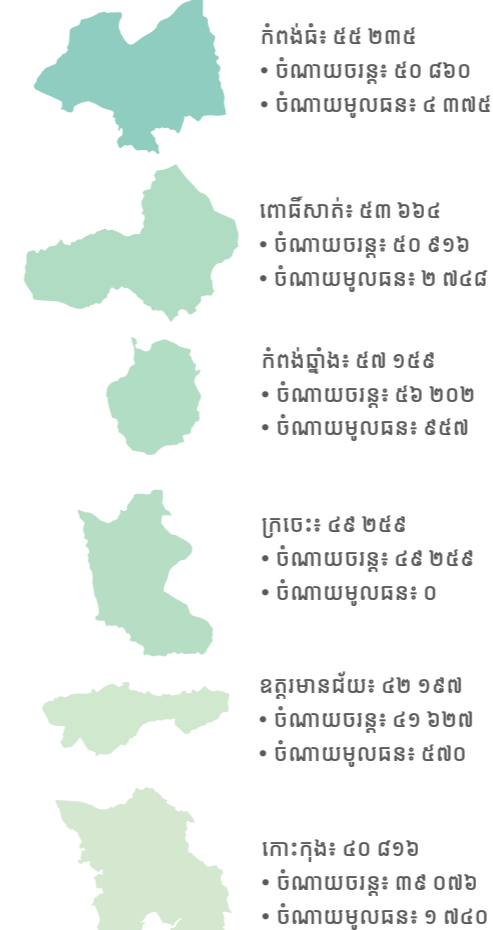 កំពង់ធំ៖ ៥៥ ២៣៥
• ចំណាយចរន្ត៖ ៥០ ៨៦០
• ចំណាយមូលធន៖ ៤ ៣៧៥
ពោធិ៍សាត់៖ ៥៣ ៦៦៤
• ចំណាយចរន្ត៖ ៥០ ៩១៦
• ចំណាយមូលធន៖ ២ ៧៤៨
កំពង់ឆ្នាំង៖ ៥៧ ១៥៩
• ចំណាយចរន្ត៖ ៥៦ ២០២
• ចំណាយមូលធន៖ ៩៥៧
ក្រចេះ៖ ៤៩ ២៥៩
• ចំណាយចរន្ត៖ ៤៩ ២៥៩
• ចំណាយមូលធន៖ ០
ឧត្តរមានជ័យ៖ ៤២ ១៩៧
• ចំណាយចរន្ត៖ ៤១ ៦២៧
• ចំណាយមូលធន៖ ៥៧០
កោះកុង៖ ៤០ ៨១៦
• ចំណាយចរន្ត៖ ៣៩ ០៧៦
• ចំណាយមូលធន៖ ១ ៧៤០